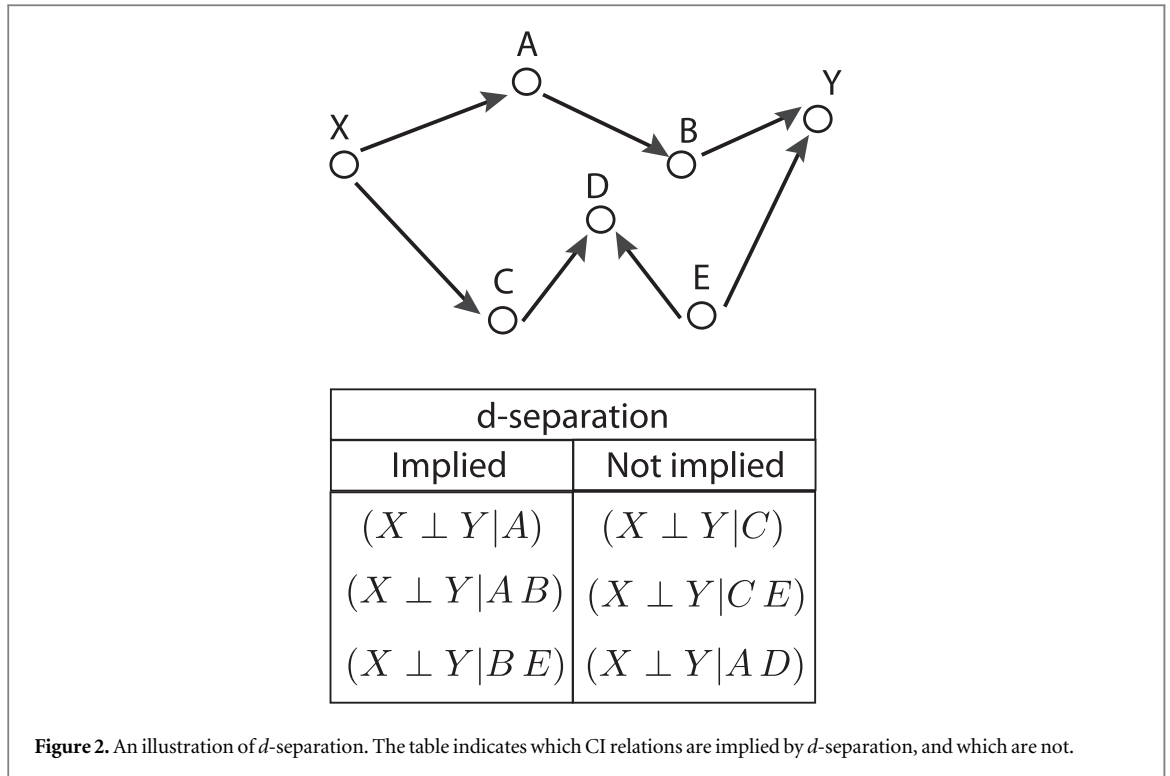 A
Y
X
B
D
C
E
d-separation
Implied Not implied
(X ⊥ Y|A) (X ⊥ Y|C)
(X ⊥ Y|A B) (X ⊥ Y|C E)
(X ⊥ Y|B E) (X ⊥ Y|A D)
Figure 2. An illustration of d-separation. The table indicates which CI relations are implied by d-separation, and which are not.